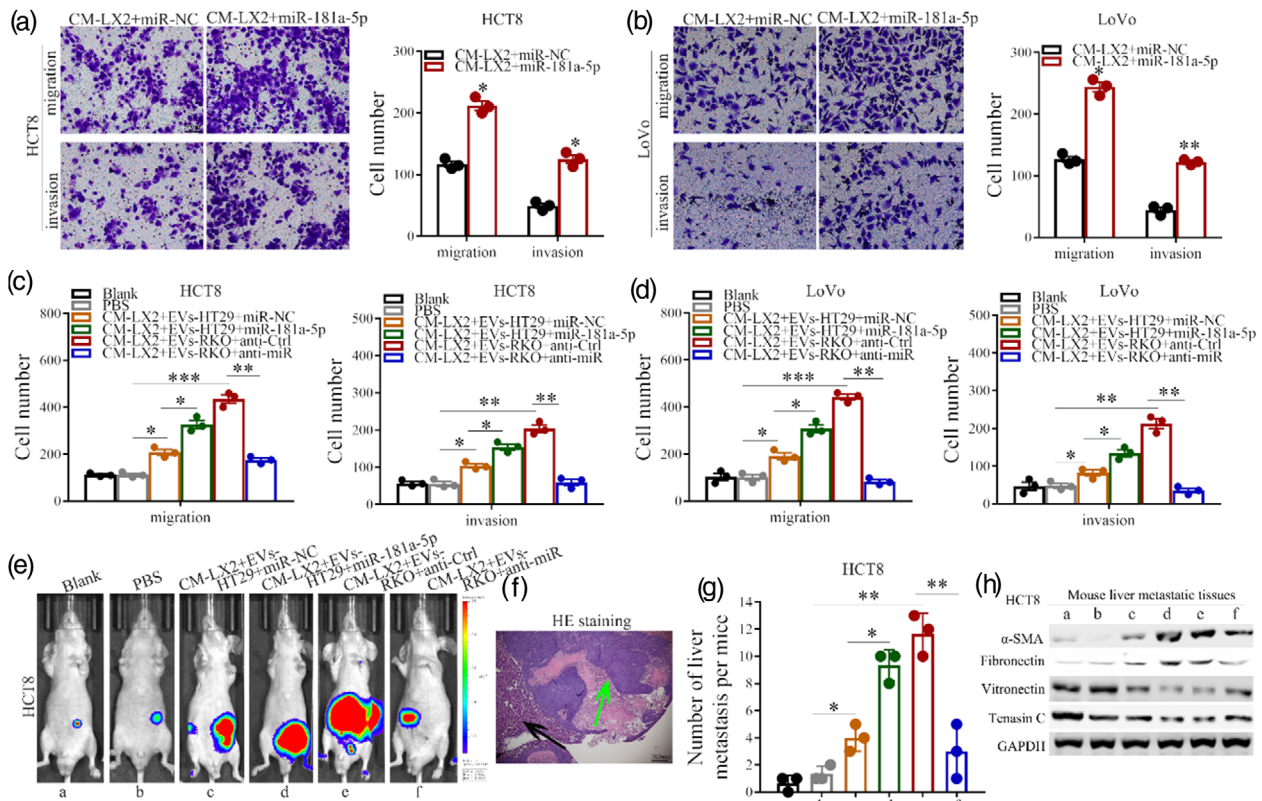 (a)
CM-LX2+miR-NC CM-LX2+miR-181a-5p
HCT8
migration
invasion
HCT8
CM-LX2+miR-NC
CM-LX2+miR-181a-5p
Cell number
300
200
100
0
*
*
migration invasion
(b)
CM-LX2+miR-NC CM-LX2+miR-181a-5p
LoVo
migration
invasion
LoVo
CM-LX2+miR-NC
CM-LX2+miR-181a-5p
Cell number
300
200
100
0
*
**
migration invasion
(c)
HCT8
Blank
PBS
CM-LX2+EVs-HT29+miR-NC
CM-LX2+EVs-HT29+miR-181a-5p
CM-LX2+EVs-RKO+anti-Ctrl
CM-LX2+EVs-RKO+anti-miR
Cell number
800
600
400
200
0
*
*
***
**
migration
HCT8
Blank
PBS
CM-LX2+EVs-HT29+miR-NC
CM-LX2+EVs-HT29+miR-181a-5p
CM-LX2+EVs-RKO+anti-Ctrl
CM-LX2+EVs-RKO+anti-miR
Cell number
500
400
300
200
100
0
*
*
**
**
invasion
(d)
LoVo
Blank
PBS
CM-LX2+EVs-HT29+miR-NC
CM-LX2+EVs-HT29+miR-181a-5p
CM-LX2+EVs-RKO+anti-Ctrl
CM-LX2+EVs-RKO+anti-miR
Cell number
800
600
400
200
0
*
*
***
**
migration
LoVo
Blank
PBS
CM-LX2+EVs-HT29+miR-NC
CM-LX2+EVs-HT29+miR-181a-5p
CM-LX2+EVs-RKO+anti-Ctrl
CM-LX2+EVs-RKO+anti-miR
Cell number
500
400
300
200
100
0
*
*
**
**
invasion
(e)
Blank
PBS
CM-LX2+EVs-
HT29+miR-NC
CM-LX2+EVs-
HT29+miR-181a-5p
CM-LX2+EVs-
RKO+anti-Ctrl
CM-LX2+EVs-
RKO+anti-miR
HCT8
a b c d e f
(f)
HE staining
(g)
HCT8
Number of liver
metastasis per mice
14
12
10
8
6
4
2
0
*
*
**
**
(h)
HCT8 Mouse liver metastatic tissues
a b c d e f
α-SMA
Fibronectin
Vitronectin
Tenasin C
GAPDH